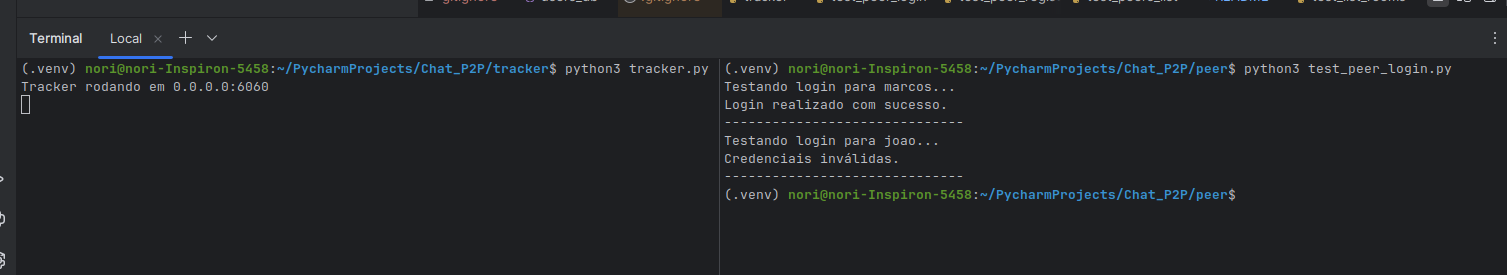 Terminal Local
(.venv) nori@nori-Inspiron-5458:~/PycharmProjects/Chat_P2P/tracker$ python3 tracker.py
Tracker rodando em 0.0.0.0:6060
(.venv) nori@nori-Inspiron-5458:~/PycharmProjects/Chat_P2P/peer$ python3 test_peer_login.py
Testando login para marcos...
Login realizado com sucesso.
------------------------------
Testando login para joao...
Credenciais inválidas.
------------------------------
(.venv) nori@nori-Inspiron-5458:~/PycharmProjects/Chat_P2P/peer$